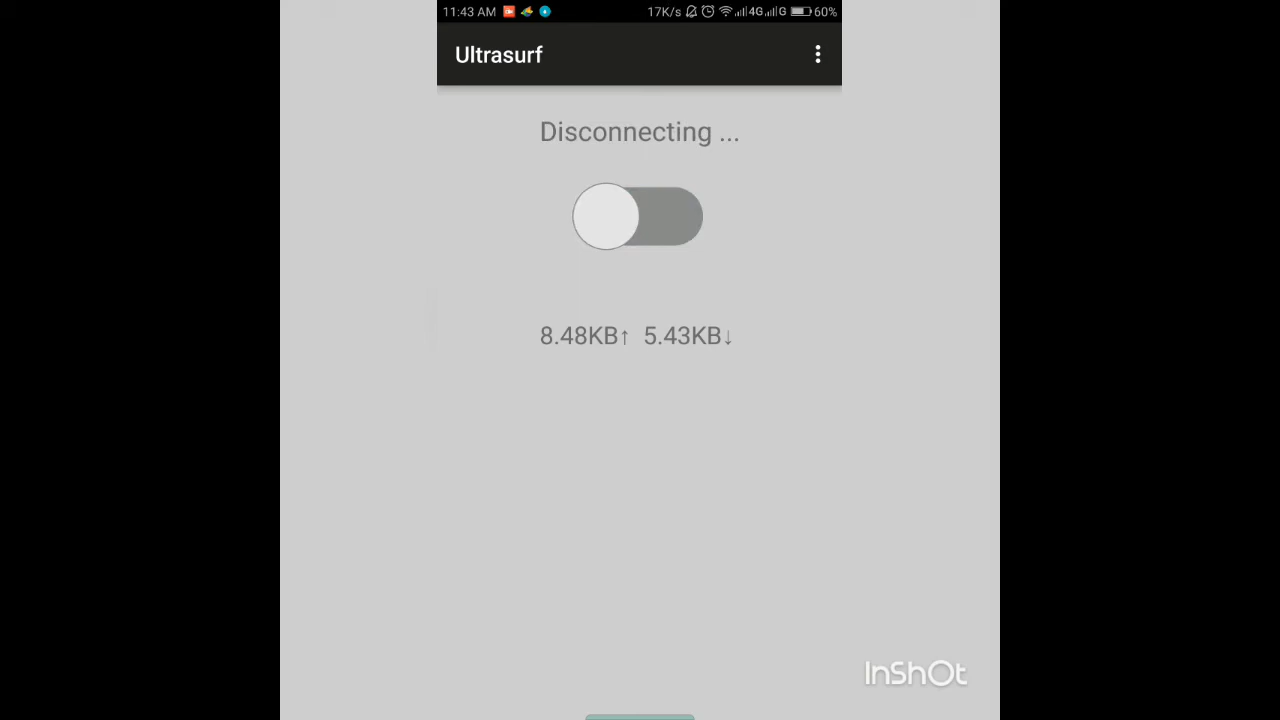 11:43 AM 17K/s 4G G 60%
Ultrasurf
Disconnecting ...
8.48KB↑ 5.43KB↓
InShOt